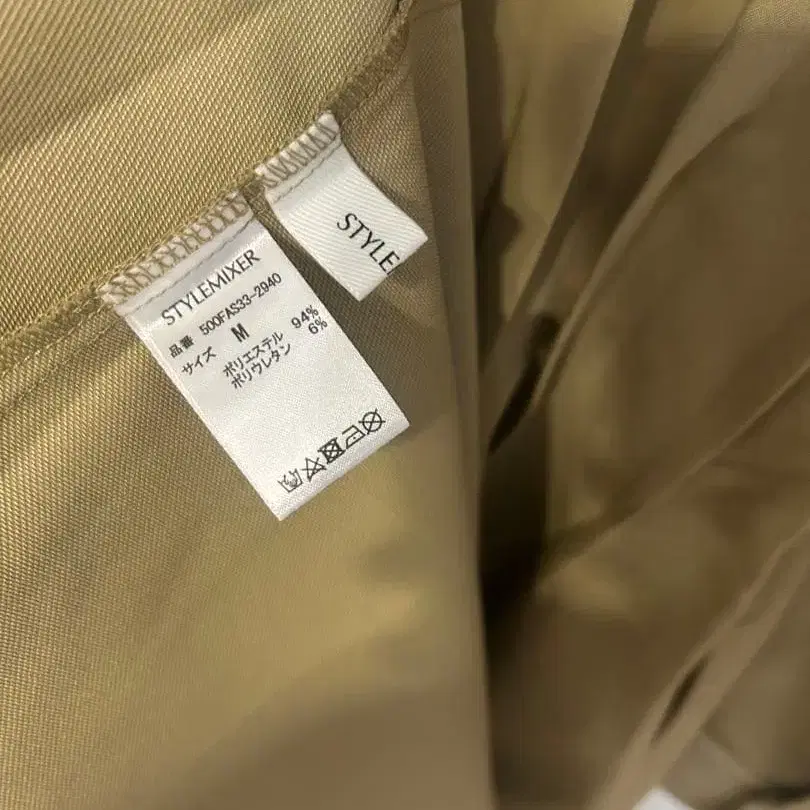 STYLEMIXER
品番 500FAS33-2940
サイズ M
ポリエステル 94%
ポリウレタン 6%
STYLE